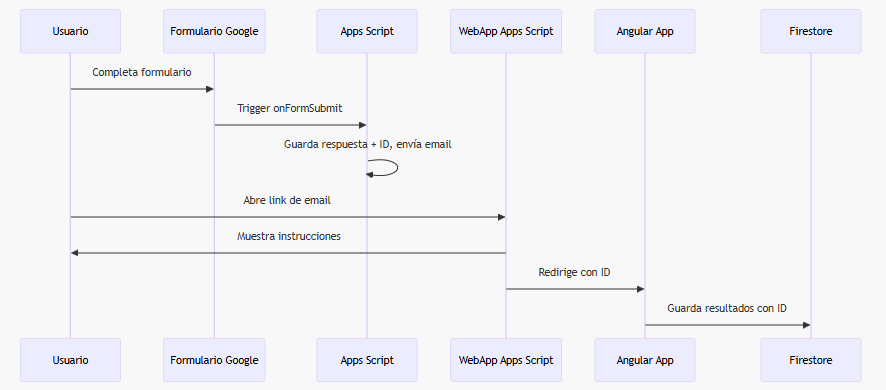 Usuario
Formulario Google
Apps Script
WebApp Apps Script
Angular App
Firestore
Completa formulario
Trigger onFormSubmit
Guarda respuesta + ID, envía email
Abre link de email
Muestra instrucciones
Redirige con ID
Guarda resultados con ID
Usuario
Formulario Google
Apps Script
WebApp Apps Script
Angular App
Firestore